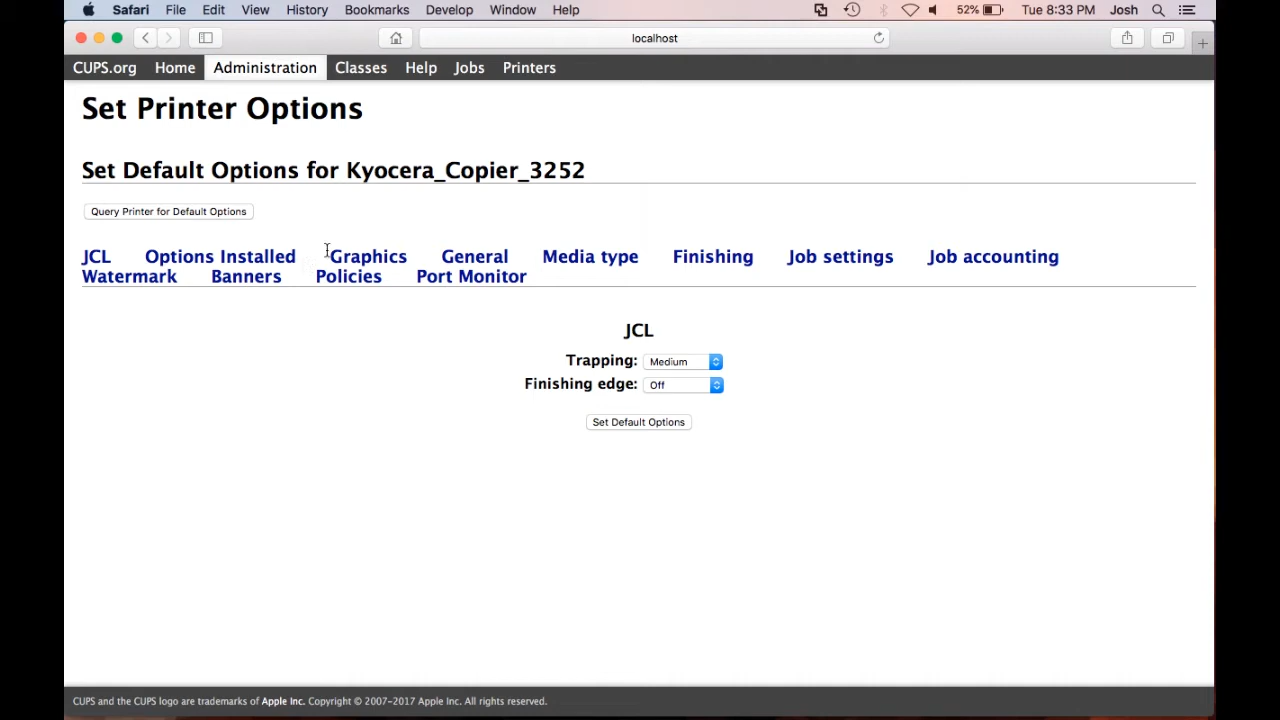 Safari File Edit View History Bookmarks Develop Window Help 52% Tue 8:33 PM Josh
localhost
CUPS.org Home Administration Classes Help Jobs Printers
Set Printer Options
Set Default Options for Kyocera_Copier_3252
Query Printer for Default Options
JCL Options Installed Graphics General Media type Finishing Job settings Job accounting
Watermark Banners Policies Port Monitor
JCL
Trapping: Medium
Finishing edge: Off
Set Default Options
CUPS and the CUPS logo are trademarks of Apple Inc. Copyright © 2007-2017 Apple Inc. All rights reserved.